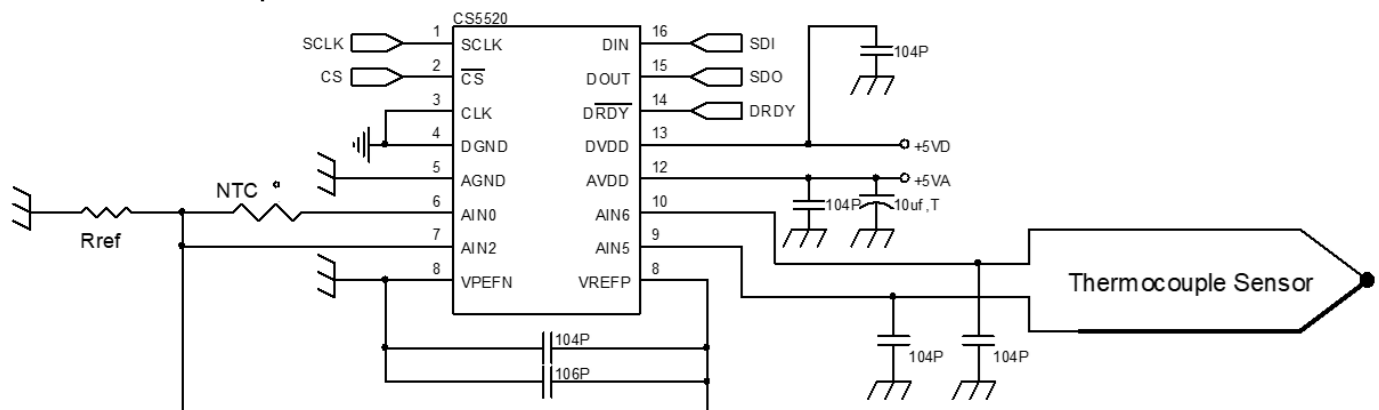 CS5520
SCLK 1 SCLK DIN 16 SDI
CS 2 CS DOUT 15 SDO
3 CLK DRDY 14 DRDY
4 DGND DVDD 13 +5VD
5 AGND AVDD 12 +5VA
NTC 6 AIN0 AIN6 10
Rref 7 AIN2 AIN5 9
8 VPEFN VREFP 8
104P
104P
10uf,T
Thermocouple Sensor
104P
106P
104P
104P